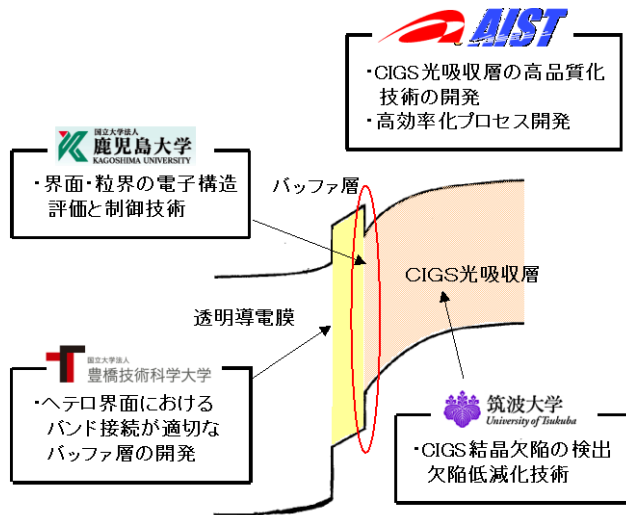 AIST
・CIGS光吸収層の高品質化
技術の開発
・高効率化プロセス開発
国立大学法人
鹿児島大学
KAGOSHIMA UNIVERSITY
・界面・粒界の電子構造
評価と制御技術
バッファ層
CIGS光吸収層
透明導電膜
国立大学法人
豊橋技術科学大学
・ヘテロ界面における
バンド接続が適切な
バッファ層の開発
筑波大学
University of Tsukuba
・CIGS結晶欠陥の検出
欠陥低減化技術